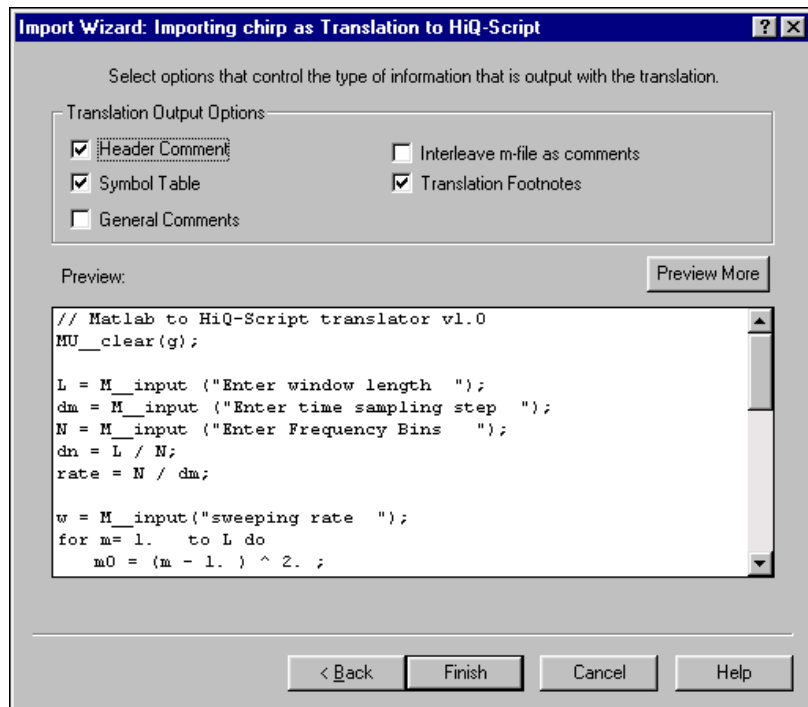 Import Wizard: Importing chirp as Translation to HiQ-Script
Select options that control the type of information that is output with the translation.
Translation Output Options
Header Comment
Interleave m-file as comments
Symbol Table
Translation Footnotes
General Comments
Preview:
Preview More
// Matlab to HiQ-Script translator v1.0
MU__clear(g);
L = M__input ("Enter window length  ");
dm = M__input ("Enter time sampling step  ");
N = M__input ("Enter Frequency Bins   ");
dn = L / N;
rate = N / dm;
w = M__input("sweeping rate  ");
for m= 1.   to L do
   m0 = (m - 1. ) ^ 2. ;
< Back
Finish
Cancel
Help